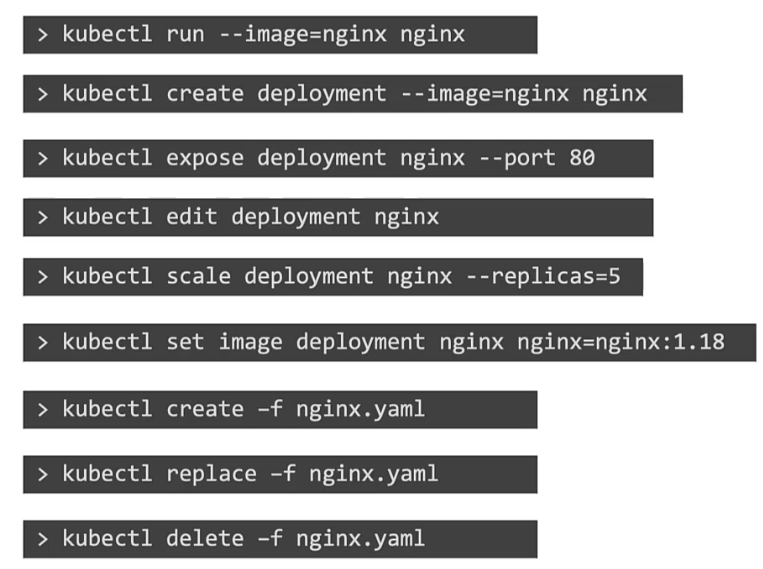 > kubectl run --image=nginx nginx
> kubectl create deployment --image=nginx nginx
> kubectl expose deployment nginx --port 80
> kubectl edit deployment nginx
> kubectl scale deployment nginx --replicas=5
> kubectl set image deployment nginx nginx=nginx:1.18
> kubectl create –f nginx.yaml
> kubectl replace –f nginx.yaml
> kubectl delete –f nginx.yaml